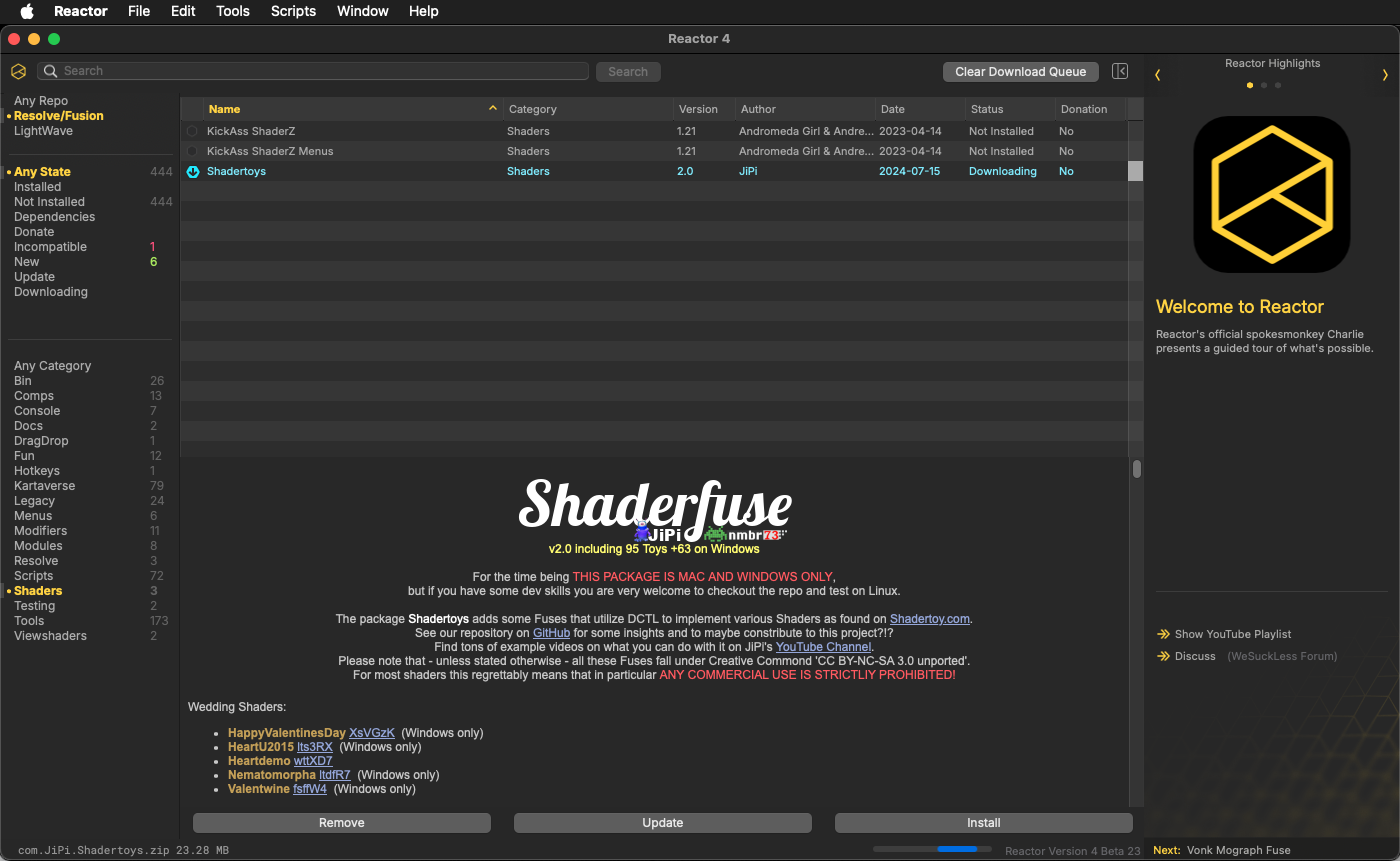 Reactor File Edit Tools Scripts Window Help
Reactor 4
Search
Search
Clear Download Queue
Any Repo
Resolve/Fusion
LightWave
Any State 444
Installed
Not Installed 444
Dependencies
Donate
Incompatible 1
New 6
Update
Downloading
Any Category
Bin 26
Comps 13
Console 7
Docs 2
DragDrop 1
Fun 12
Hotkeys 1
Kartaverse 79
Legacy 24
Menus 6
Modifiers 11
Modules 8
Resolve 3
Scripts 72
Shaders 3
Testing 2
Tools 173
Viewshaders 2
Name Category Version Author Date Status Donation
KickAss ShaderZ Shaders 1.21 Andromeda Girl & Andre... 2023-04-14 Not Installed No
KickAss ShaderZ Menus Shaders 1.21 Andromeda Girl & Andre... 2023-04-14 Not Installed No
Shadertoys Shaders 2.0 JiPi 2024-07-15 Downloading No
Shaderfuse
JiPi nmbr73
v2.0 including 95 Toys +63 on Windows
For the time being THIS PACKAGE IS MAC AND WINDOWS ONLY,
but if you have some dev skills you are very welcome to checkout the repo and test on Linux.
The package Shadertoys adds some Fuses that utilize DCTL to implement various Shaders as found on Shadertoy.com.
See our repository on GitHub for some insights and to maybe constribute to this project?!?
Find tons of example videos on what you can do with it on JiPi's YouTube Channel.
Please note that - unless stated otherwise - all these Fuses fall under Creative Commond 'CC BY-NC-SA 3.0 unported'.
For most shaders this regrettably means that in particular ANY COMMERCIAL USE IS STRICTLIY PROHIBITED!
Wedding Shaders:
• HappyValentinesDay XsVGzK (Windows only)
• HeartU2015 lts3RX (Windows only)
• Heartdemo wttXD7
• Nematomorpha ltdfR7 (Windows only)
• Valentwine fsffW4 (Windows only)
Remove
Update
Install
com.JiPi.Shadertoys.zip 23.28 MB
Reactor Version 4 Beta 23
Reactor Highlights
Welcome to Reactor
Reactor's official spokesmonkey Charlie
presents a guided tour of what's possible.
Show YouTube Playlist
Discuss (WeSuckLess Forum)
Next: Vonk Mograph Fuse